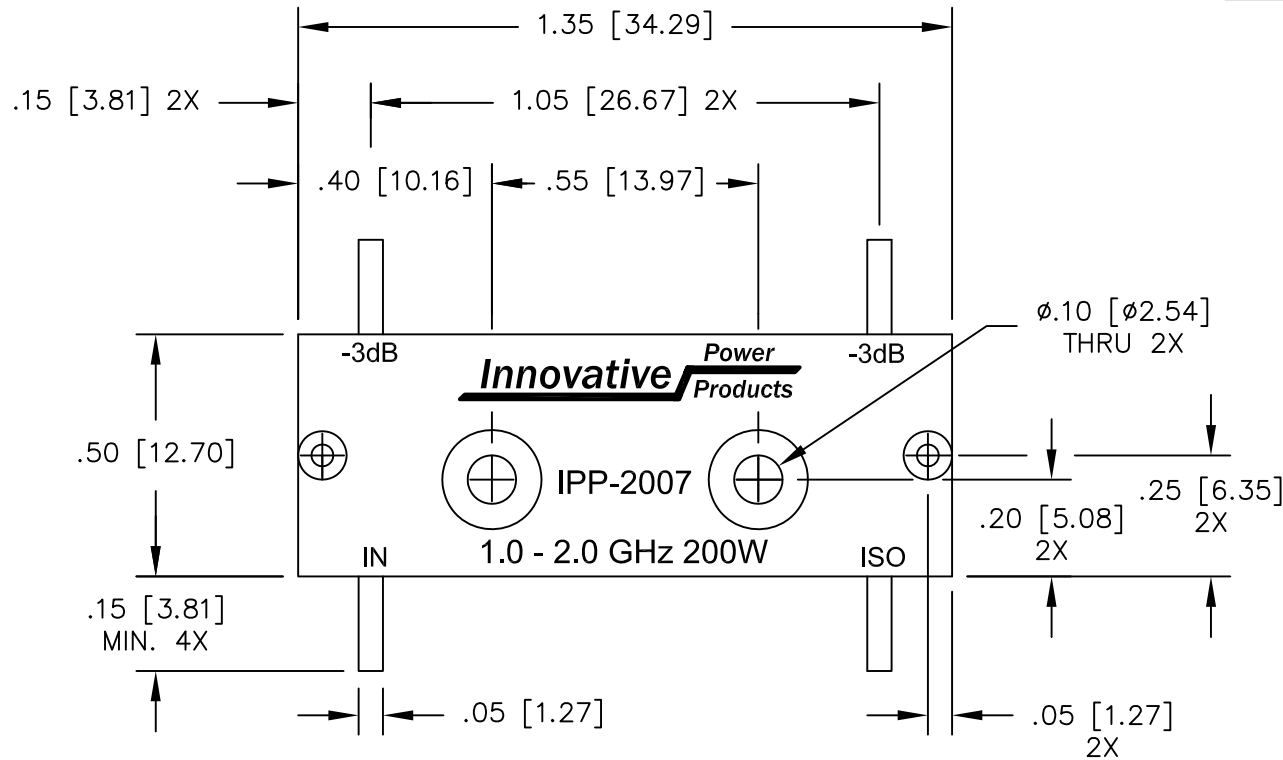 1.35 [34.29]
.15 [3.81] 2X
1.05 [26.67] 2X
.40 [10.16]
.55 [13.97]
ø.10 [ø2.54]
THRU 2X
-3dB
Innovative Power Products
-3dB
.50 [12.70]
IPP-2007
.25 [6.35]
2X
.20 [5.08]
2X
1.0 - 2.0 GHz 200W
IN
ISO
.15 [3.81]
MIN. 4X
.05 [1.27]
.05 [1.27]
2X